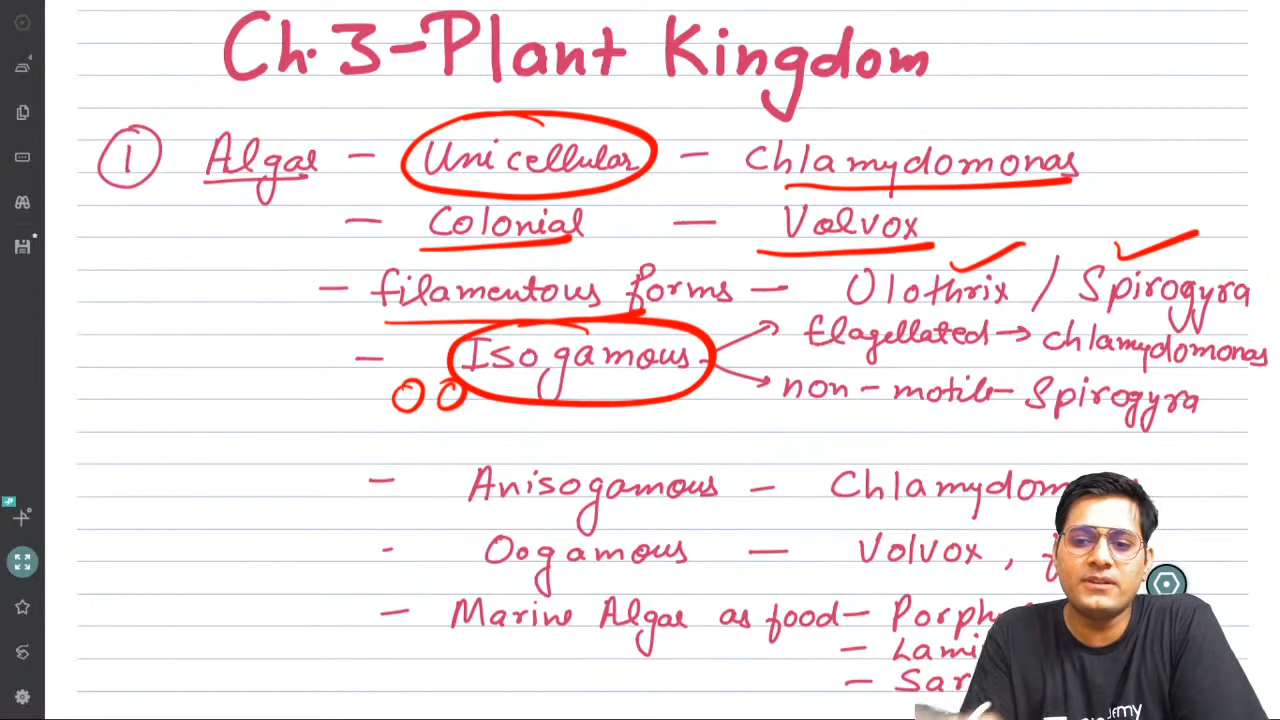 Ch.3-Plant Kingdom
① Algae - Unicellular - Chlamydomonas
- Colonial - Volvox
- filamentous forms - Ulothrix / Spirogyra
- Isogamous
flagellated → chlamydomonas
non-motile - Spirogyra
- Anisogamous - Chlamydom
- Oogamous - Volvox,
- Marine Algae as food - Porph
- Lami
- Sar